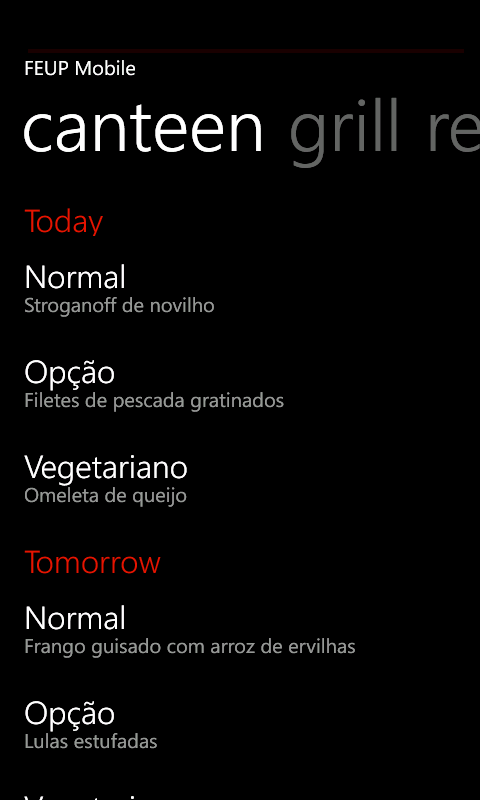 FEUP Mobile
canteen grill re
Today
Normal
Stroganoff de novilho
Opção
Filetes de pescada gratinados
Vegetariano
Omeleta de queijo
Tomorrow
Normal
Frango guisado com arroz de ervilhas
Opção
Lulas estufadas